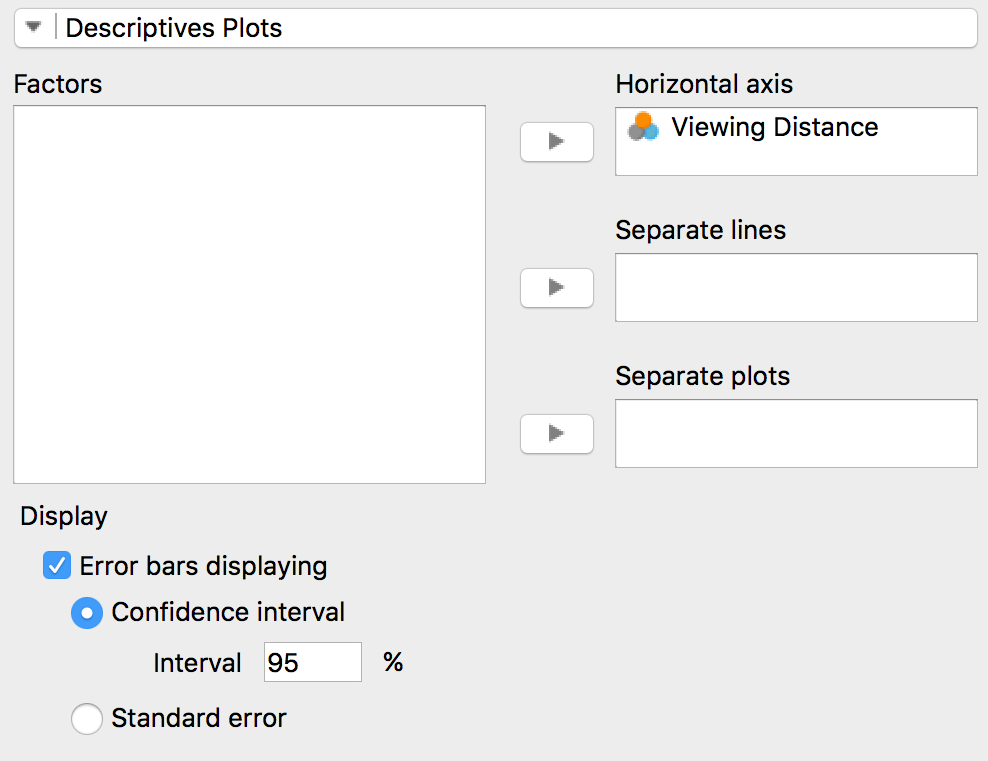 Descriptives Plots
Factors
Horizontal axis
Viewing Distance
Separate lines
Separate plots
Display
Error bars displaying
Confidence interval
Interval 95 %
Standard error